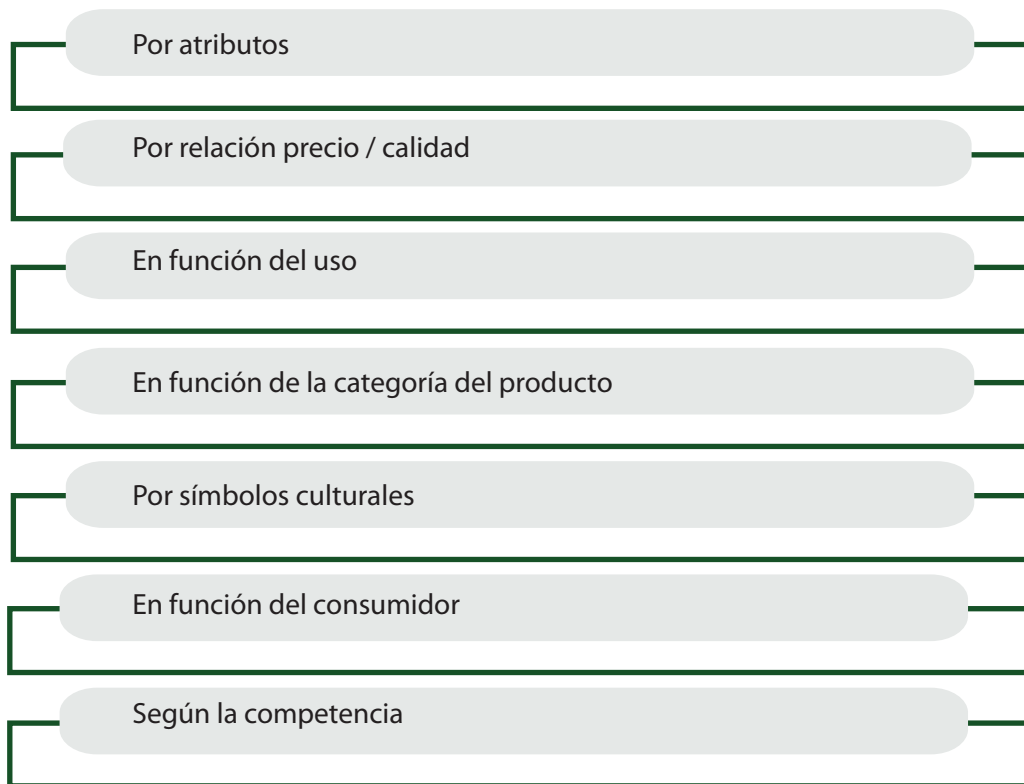 Por atributos
Por relación precio / calidad
En función del uso
En función de la categoría del producto
Por símbolos culturales
En función del consumidor
Según la competencia